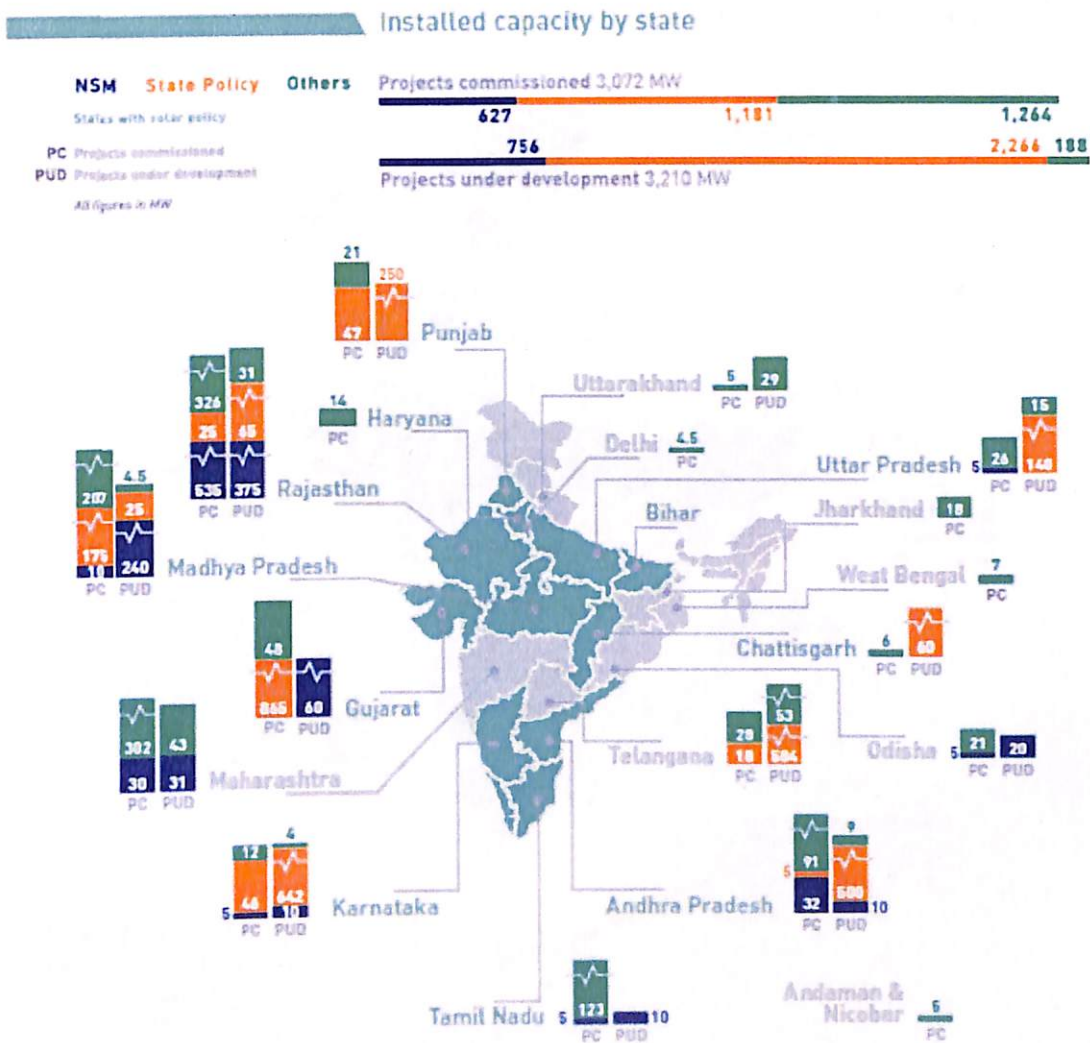 Installed capacity by state
NSM State Policy Others
States with solar policy
PC Projects commissioned
PUD Projects under development
All figures in MW
Projects commissioned 3,072 MW
627 1,181 1,264
756 2,266 188
Projects under development 3,210 MW
21
250
47
PC PUD
Punjab
14
PC
Haryana
5 29
PC PUD
Uttarakhand
4.5
PC
Delhi
326 31
25 65
535 375
PC PUD
Rajasthan
15
26
5 140
PC PUD
Uttar Pradesh
Bihar
18
PC
Jharkhand
207 4.5
175 25
10 240
PC PUD
Madhya Pradesh
7
PC
West Bengal
6 60
PC PUD
Chattisgarh
48
865 60
PC PUD
Gujarat
302 43
30 31
PC PUD
Maharashtra
28 53
18 504
PC PUD
Telangana
5 21 20
PC PUD
Odisha
12 4
46 642
5 10
PC PUD
Karnataka
91 9
5 500
32 10
PC PUD
Andhra Pradesh
123
5 10
PC PUD
Tamil Nadu
Andaman &
Nicobar
5
PC